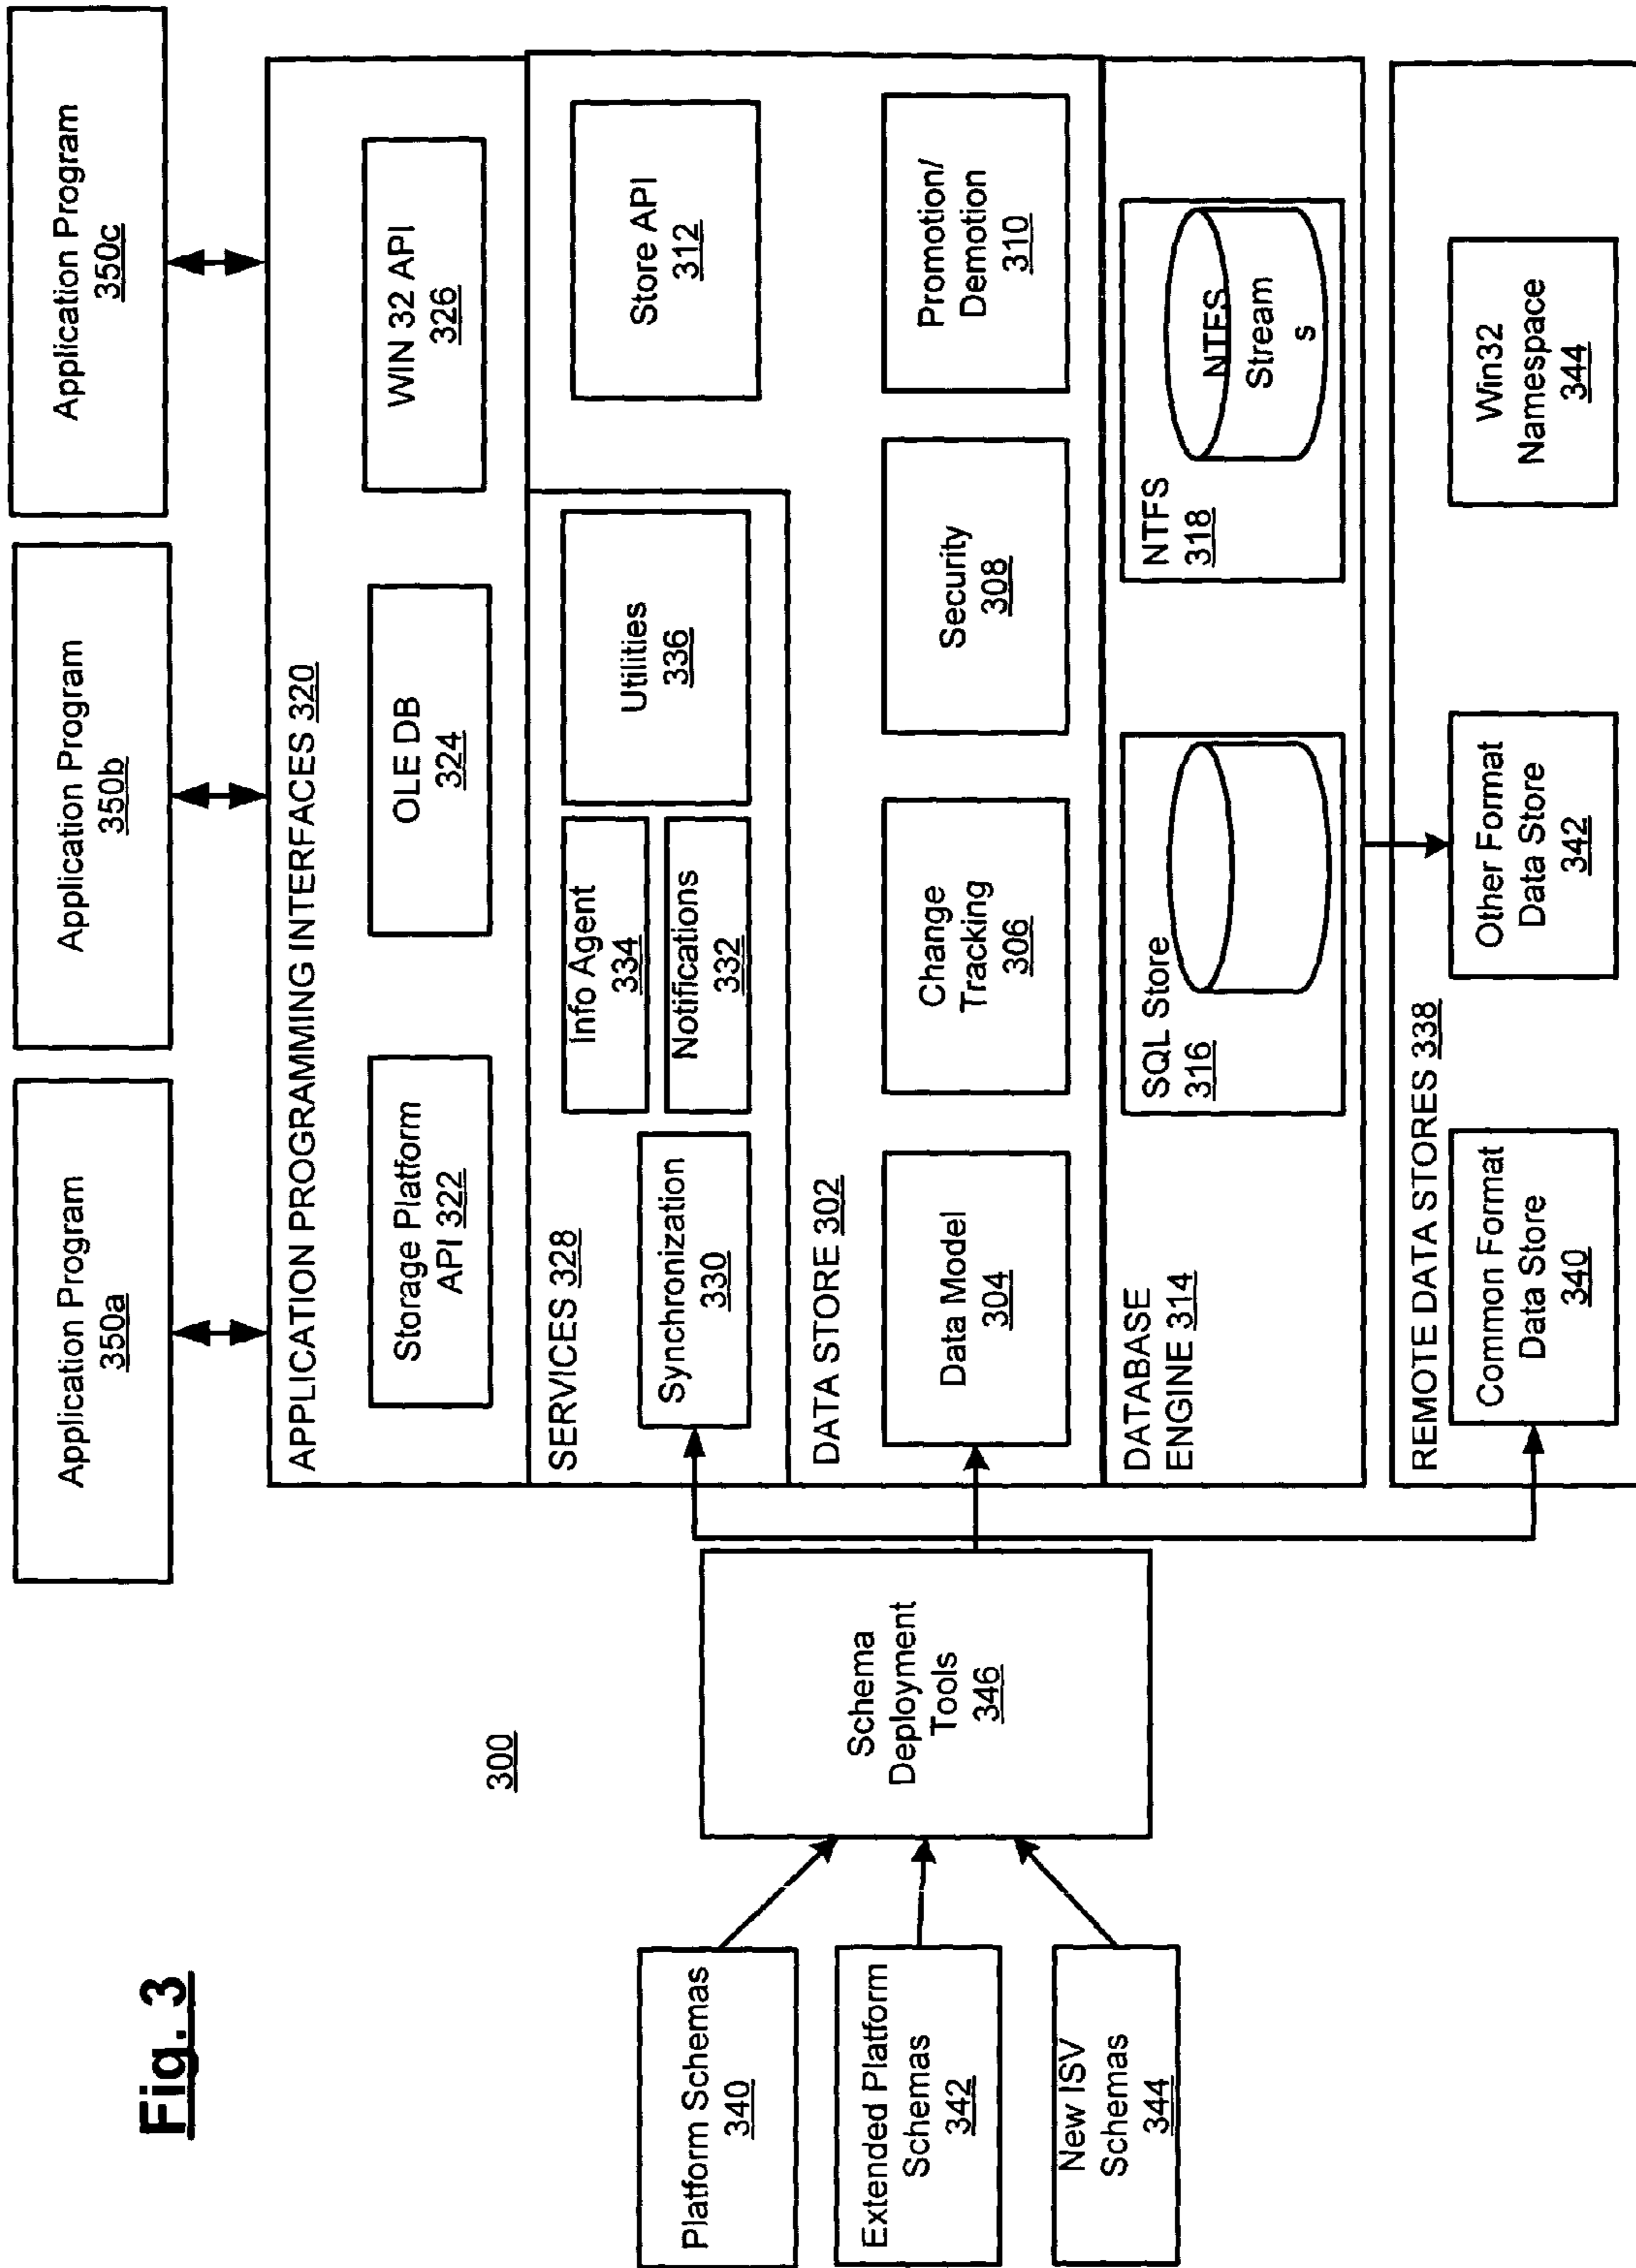 Fig. 3
300
Application Program
350a
Application Program
350b
Application Program
350c
APPLICATION PROGRAMMING INTERFACES 320
Storage Platform
API 322
OLE DB
324
WIN 32 API
326
SERVICES 328
Synchronization
330
Info Agent
334
Notifications
332
Utilities
336
Store API
312
DATA STORE 302
Data Model
304
Change
Tracking
306
Security
308
Promotion/
Demotion
310
DATABASE
ENGINE 314
SQL Store
316
NTFS
318
NTFS
Stream
s
REMOTE DATA STORES 338
Common Format
Data Store
340
Other Format
Data Store
342
Win32
Namespace
344
Schema
Deployment
Tools
346
Platform Schemas
340
Extended Platform
Schemas
342
New ISV
Schemas
344